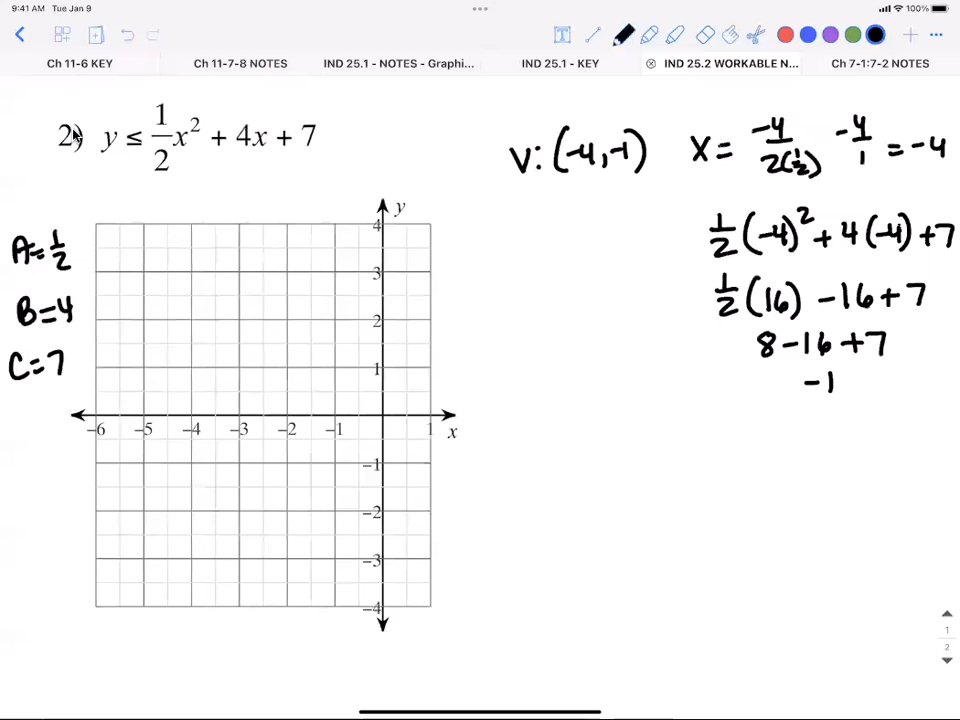 9:41 AM Tue Jan 9
100%
Ch 11-6 KEY
Ch 11-7-8 NOTES
IND 25.1 - NOTES - Graphi...
IND 25.1 - KEY
IND 25.2 WORKABLE N...
Ch 7-1:7-2 NOTES
2) y ≤ 1/2 x² + 4x + 7
V: (-4, -1)
X = -4/2(1/2) -4/1 = -4
A = 1/2
B = 4
C = 7
1/2 (-4)² + 4(-4) + 7
1/2 (16) - 16 + 7
8 - 16 + 7
-1
y
4
3
2
1
-6 -5 -4 -3 -2 -1 1 x
-1
-2
-3
-4
1
2